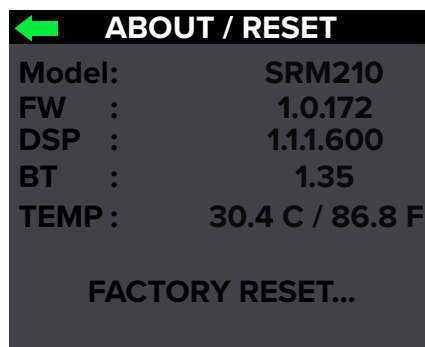 ABOUT / RESET
Model: SRM210
FW : 1.0.172
DSP : 1.1.1.600
BT : 1.35
TEMP : 30.4 C / 86.8 F
FACTORY RESET...